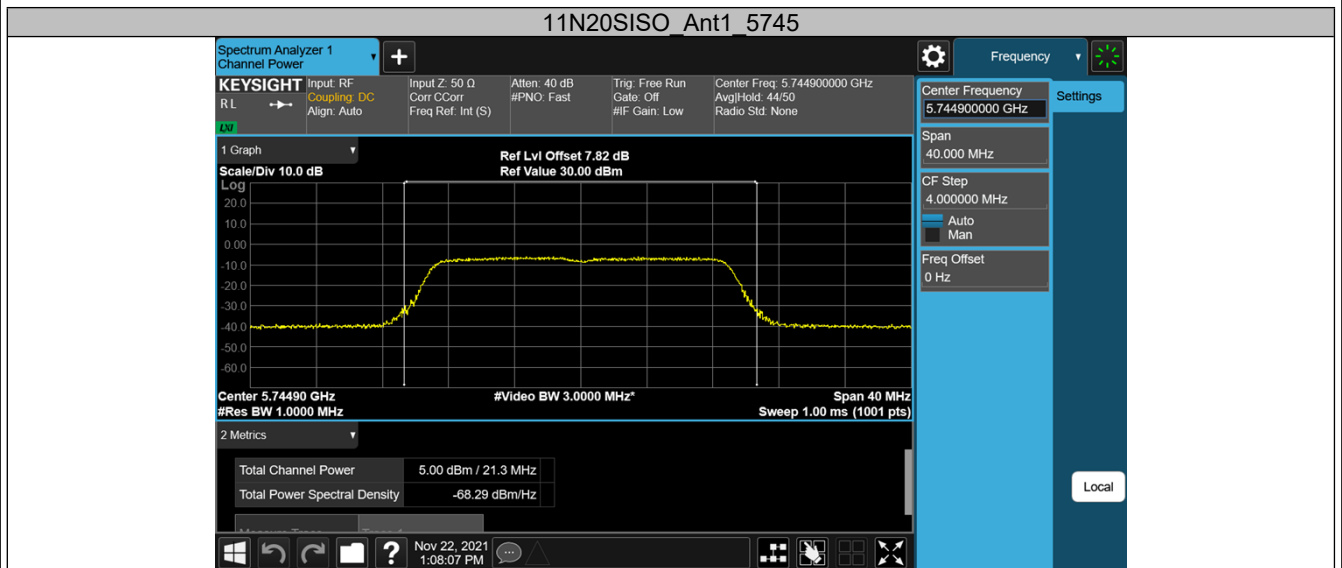 11N20SISO_Ant1_5745
Spectrum Analyzer 1
Channel Power
Frequency
KEYSIGHT
R L
LXI
Input: RF
Coupling: DC
Align: Auto
Input Z: 50 Ω
Corr CCorr
Freq Ref: Int (S)
Atten: 40 dB
#PNO: Fast
Trig: Free Run
Gate: Off
#IF Gain: Low
Center Freq: 5.744900000 GHz
Avg|Hold: 44/50
Radio Std: None
Center Frequency
5.744900000 GHz
Settings
Span
40.000 MHz
CF Step
4.000000 MHz
Auto
Man
Freq Offset
0 Hz
1 Graph
Scale/Div 10.0 dB
Ref Lvl Offset 7.82 dB
Ref Value 30.00 dBm
Log
20.0
10.0
0.00
-10.0
-20.0
-30.0
-40.0
-50.0
-60.0
Center 5.74490 GHz
#Video BW 3.0000 MHz*
Span 40 MHz
#Res BW 1.0000 MHz
Sweep 1.00 ms (1001 pts)
2 Metrics
Total Channel Power 5.00 dBm / 21.3 MHz
Total Power Spectral Density -68.29 dBm/Hz
Local
Nov 22, 2021
1:08:07 PM